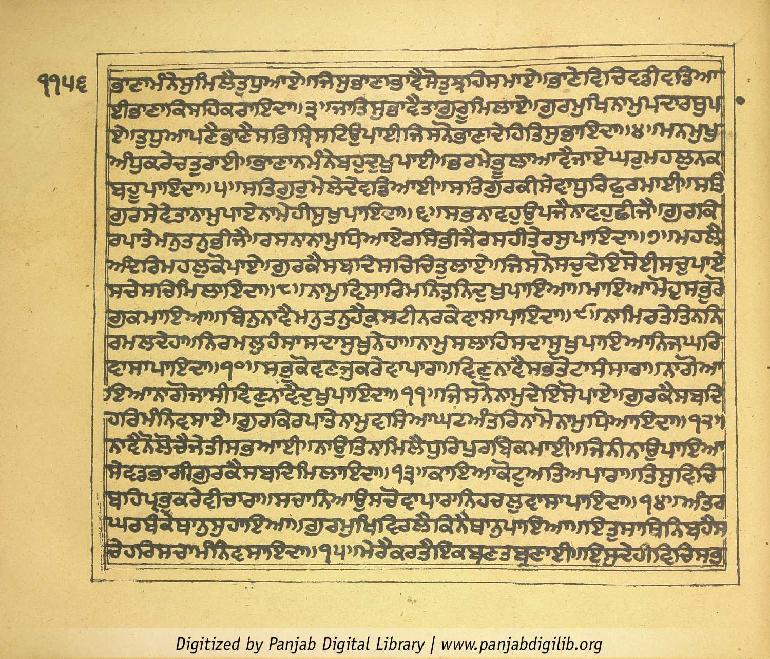 ੧੧੫੬
ਭਾਣਾਮੰਨੇਸੁਮਿਲੈਤੁਧੁਆਏ॥ਜਿਸੁਭਾਣਾਭਾਵੈਸੋਤੁਝਹਿਸਮਾਏ॥ਭਾਣੇਵਿਚਿਵਡੀਵਡਿਆ
ਈਭਾਣਾਕਿਸਹਿਕਰਾਇਦਾ॥੩॥ਜਾਤਿਸੁਭਾਵੈਤਾਗੁਰੂਮਿਲਾਏ॥ਗੁਰਮੁਖਿਨਾਮੁਪਦਾਰਥੁਪ
ਏ॥ਤੁਧੁਆਪਣੈਭਾਣੈਸਭਸ੍ਰਿਸਟਿਉਪਾਈਜਿਸਨੋਭਾਣਾਦੇਹਿਤਿਸੁਭਾਇਦਾ॥੪॥ਮਨਮੁਖੁ
ਅੰਧੁਕਰੇਚਤੁਰਾਈ॥ਭਾਣਾਨਮੰਨੇਬਹੁਦੁਖੁਪਾਈ॥ਭਰਮੇਭੂਲਾਆਵੈਜਾਏਘਰੁਮਹਲੁਨਕ
ਬਹੂਪਾਇਦਾ॥੫॥ਸਤਿਗੁਰੁਮੇਲੇਦੇਵਡਿਆਈ॥ਸਤਿਗੁਰਕੀਸੇਵਾਧੁਰਿਫੁਰਮਾਈ॥ਸਤਿ
ਗੁਰਸੇਵੇਤਾਨਾਮੁਪਾਏਨਾਮੇਹੀਸੁਖੁਪਾਇਦਾ॥੬॥ਸਭਨਾਵਹੁਉਪਜੈਨਾਵਹੁਛੀਜੈ॥ਗੁਰਕਿ
ਰਪਾਤੇਮਨੁਤਨੁਭੀਜੈ॥ਰਸਨਾਨਾਮੁਧਿਆਏਰਸਿਭੀਜੈਰਸਹੀਤੇਰਸੁਪਾਇਦਾ॥੭॥ਮਹਲੈ
ਅੰਦਰਿਮਹਲੁਕੋਪਾਏ॥ਗੁਰਕੈਸਬਦਿਸਚਿਚਿਤੁਲਾਏ॥ਜਿਸਨੋਸਚੁਦੇਇਸੋਈਸਚੁਪਾਏ
ਸਚੇਸਚਿਮਿਲਾਇਦਾ॥੮॥ਨਾਮੁਵਿਸਾਰਿਮਨਿਤਨਿਦੁਖੁਪਾਇਆ॥ਮਾਇਆਮੋਹੁਸਭੁਰੋ
ਗੁਕਮਾਇਆ॥ਬਿਨੁਨਾਵੈਮਨੁਤਨੁਹੈਕੁਸਟੀਨਰਕੇਵਾਸਾਪਾਇਦਾ॥੯॥ਨਾਮਿਰਤੇਤਿਨਨਿ
ਰਮਲਦੇਹਾ॥ਨਿਰਮਲਹੰਸਾਸਦਾਸੁਖੁਨੇਹਾ॥ਨਾਮੁਸਲਾਹਿਸਦਾਸੁਖੁਪਾਇਆਨਿਜਘਰਿ
ਵਾਸਾਪਾਇਦਾ॥੧੦॥ਸਭੁਕੋਵਣਜੁਕਰੇਵਾਪਾਰਾ॥ਵਿਣੁਨਾਵੈਸਭਤੋਟਾਸੰਸਾਰਾ॥ਨਾਗੋਆ
ਇਆਨਾਗੋਜਾਸੀਵਿਣੁਨਾਵੈਦੁਖੁਪਾਇਦਾ॥੧੧॥ਜਿਸਨੋਨਾਮੁਦੇਇਸੋਪਾਏ॥ਗੁਰਕੈਸਬਦਿ
ਹਰਿਮੰਨਿਵਸਾਏ॥ਗੁਰਕਿਰਪਾਤੇਨਾਮੁਵਸਿਆਘਟਅੰਤਰਿਨਾਮੋਨਾਮੁਧਿਆਇਦਾ॥੧੨॥
ਨਾਵੈਨੋਲੋਚੈਜੇਤੀਸਭਆਈ॥ਨਾਉਤਿਨਾਮਿਲੈਧੁਰਿਪੁਰਬਿਕਮਾਈ॥ਜਿਨੀਨਾਉਪਾਇਆ
ਸੇਵਡਭਾਗੀਗੁਰਕੈਸਬਦਿਮਿਲਾਇਦਾ॥੧੩॥ਕਾਇਆਕੋਟੁਅਤਿਅਪਾਰਾ॥ਤਿਸੁਵਿਚਿ
ਬਹਿਪ੍ਰਭੁਕਰੇਵੀਚਾਰਾ॥ਸਚਾਨਿਆਉਸਚੋਵਾਪਾਰਾਨਿਹਚਲੁਵਾਸਾਪਾਇਦਾ॥੧੪॥ਅੰਤਰ
ਘਰਬੰਕੇਥਾਨੁਸੁਹਾਇਆ॥ਗੁਰਮੁਖਿਵਿਰਲੈਕਿਨੈਥਾਨੁਪਾਇਆ॥ਇਤੁਸਾਥਿਨਿਬਹੈਸ
ਚੇਹਰਿਸਚਾਮੰਨਿਵਸਾਇਦਾ॥੧੫॥ਮੇਰੈਕਰਤੈਇਕਬਣਤਬਣਾਈ॥ਇਸੁਦੇਹੀਵਿਚਿਸਭੁ
Digitized by Panjab Digital Library | www.panjabdigilib.org